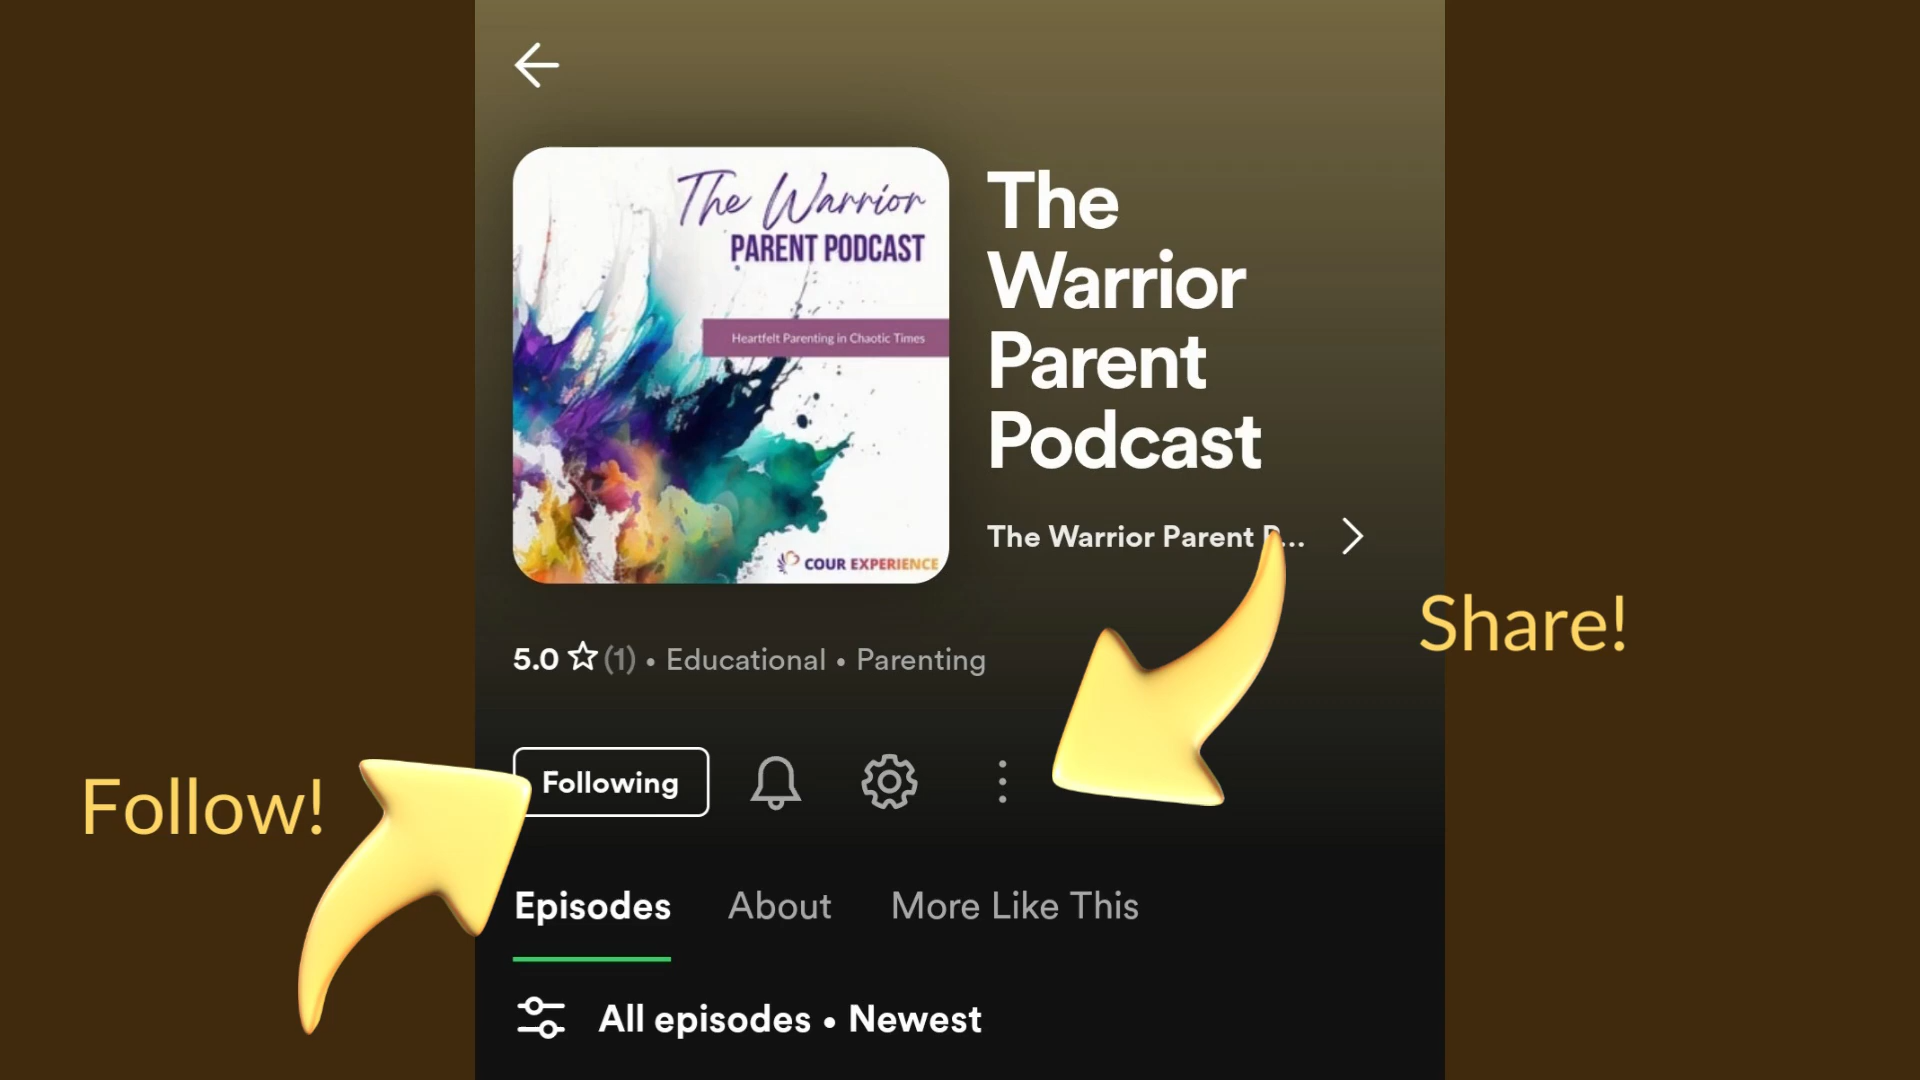 The Warrior
PARENT PODCAST
Heartfelt Parenting in Chaotic Times
COUR EXPERIENCE
The
Warrior
Parent
Podcast
The Warrior Parent P...
Share!
5.0 (1) • Educational • Parenting
Follow!
Following
Episodes About More Like This
All episodes • Newest